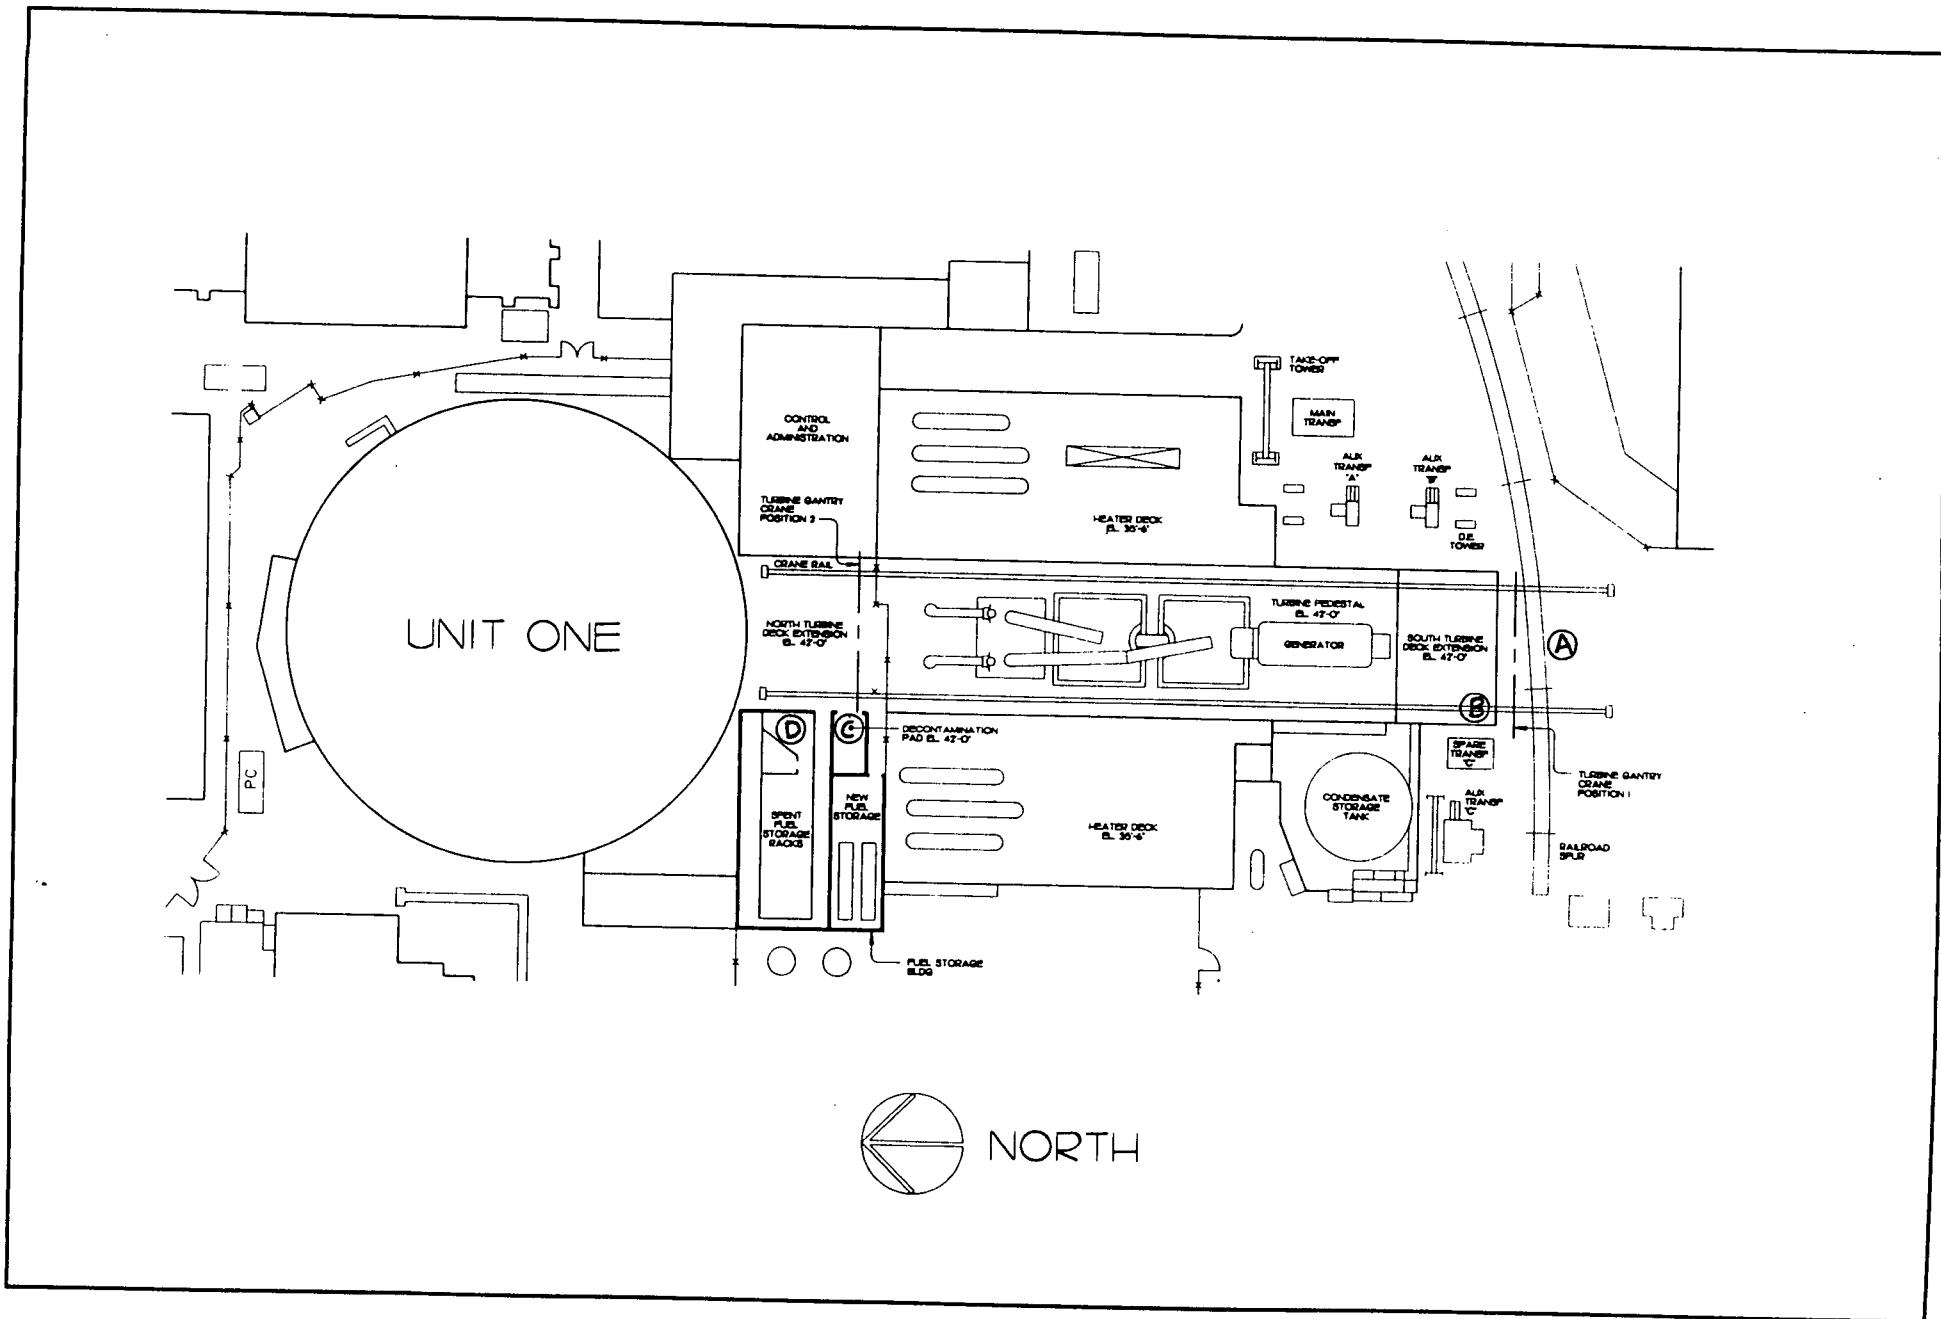 TAKE-OFF
TOWER
MAIN
TRANSF
CONTROL
AND
ADMINISTRATION
AUX
TRANSF
"A"
AUX
TRANSF
"B"
TURBINE GANTRY
CRANE
POSITION 2
HEATER DECK
EL. 35'-6"
D.E.
TOWER
CRANE RAIL
UNIT ONE
NORTH TURBINE
DECK EXTENSION
EL. 42'-0"
TURBINE PEDESTAL
EL. 42'-0"
GENERATOR
SOUTH TURBINE
DECK EXTENSION
EL. 42'-0"
A
B
D
C
DECONTAMINATION
PAD EL. 42'-0"
SPARE
TRANSF
"C"
PC
TURBINE GANTRY
CRANE
POSITION 1
NEW
FUEL
STORAGE
SPENT
FUEL
STORAGE
RACKS
CONDENSATE
STORAGE
TANK
AUX
TRANSF
"C"
HEATER DECK
EL. 35'-6"
RAILROAD
SPUR
FUEL STORAGE
BLDG
NORTH